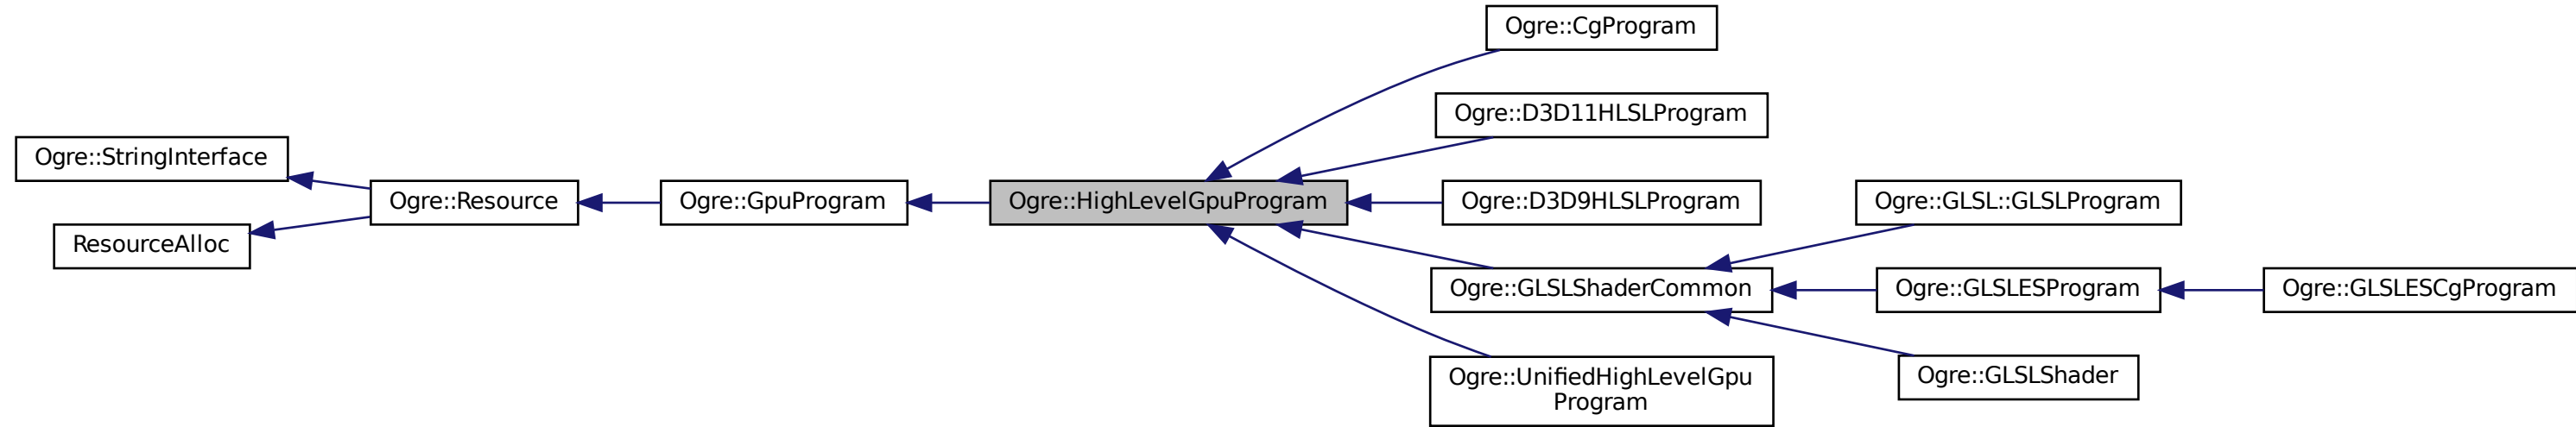 Ogre::StringInterface
ResourceAlloc
Ogre::Resource
Ogre::GpuProgram
Ogre::HighLevelGpuProgram
Ogre::CgProgram
Ogre::D3D11HLSLProgram
Ogre::D3D9HLSLProgram
Ogre::GLSLShaderCommon
Ogre::UnifiedHighLevelGpu
Program
Ogre::GLSL::GLSLProgram
Ogre::GLSLESProgram
Ogre::GLSLShader
Ogre::GLSLESCgProgram